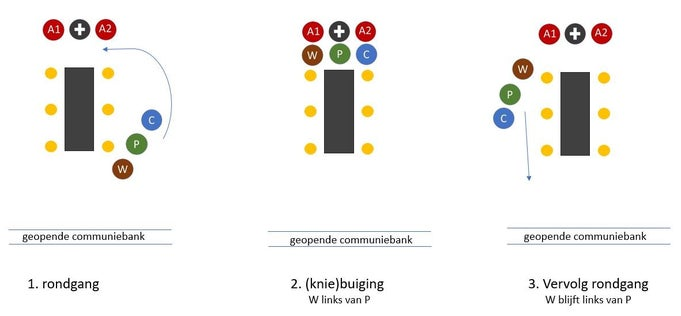 A1 A2
C
P
W
geopende communiebank
1. rondgang
A1 A2
W P C
geopende communiebank
2. (knie)buiging
W links van P
A1 A2
W
P
C
geopende communiebank
3. Vervolg rondgang
W blijft links van P